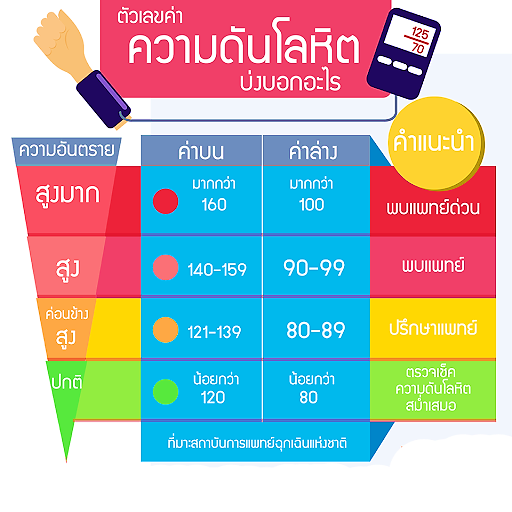 ตัวเลขค่า
ความดันโลหิต
บ่งบอกอะไร
125
70
คำแนะนำ
ความอันตราย
ค่าบน
ค่าล่าง
สูงมาก
มากกว่า
160
มากกว่า
100
พบแพทย์ด่วน
สูง
140-159
90-99
พบแพทย์
ค่อนข้าง
สูง
121-139
80-89
ปรึกษาแพทย์
ปกติ
น้อยกว่า
120
น้อยกว่า
80
ตรวจเช็ค
ความดันโลหิต
สม่ำเสมอ
ที่มาะสถาบันการแพทย์ฉุกเฉินแห่งชาติ